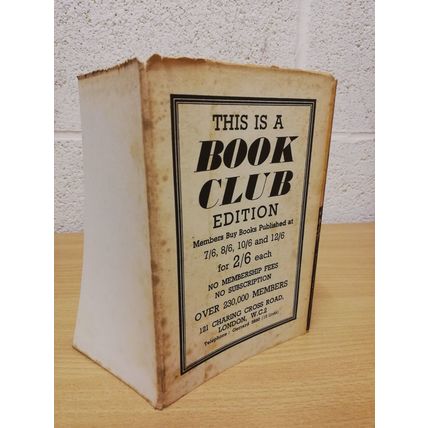 THIS IS A
BOOK
CLUB
EDITION
Members Buy Books Published at
7/6, 8/6, 10/6 and 12/6
for 2/6 each
NO MEMBERSHIP FEES
NO SUBSCRIPTION
OVER 230,000 MEMBERS
121 CHARING CROSS ROAD,
LONDON, W.C.2
Telephone: Gerrard